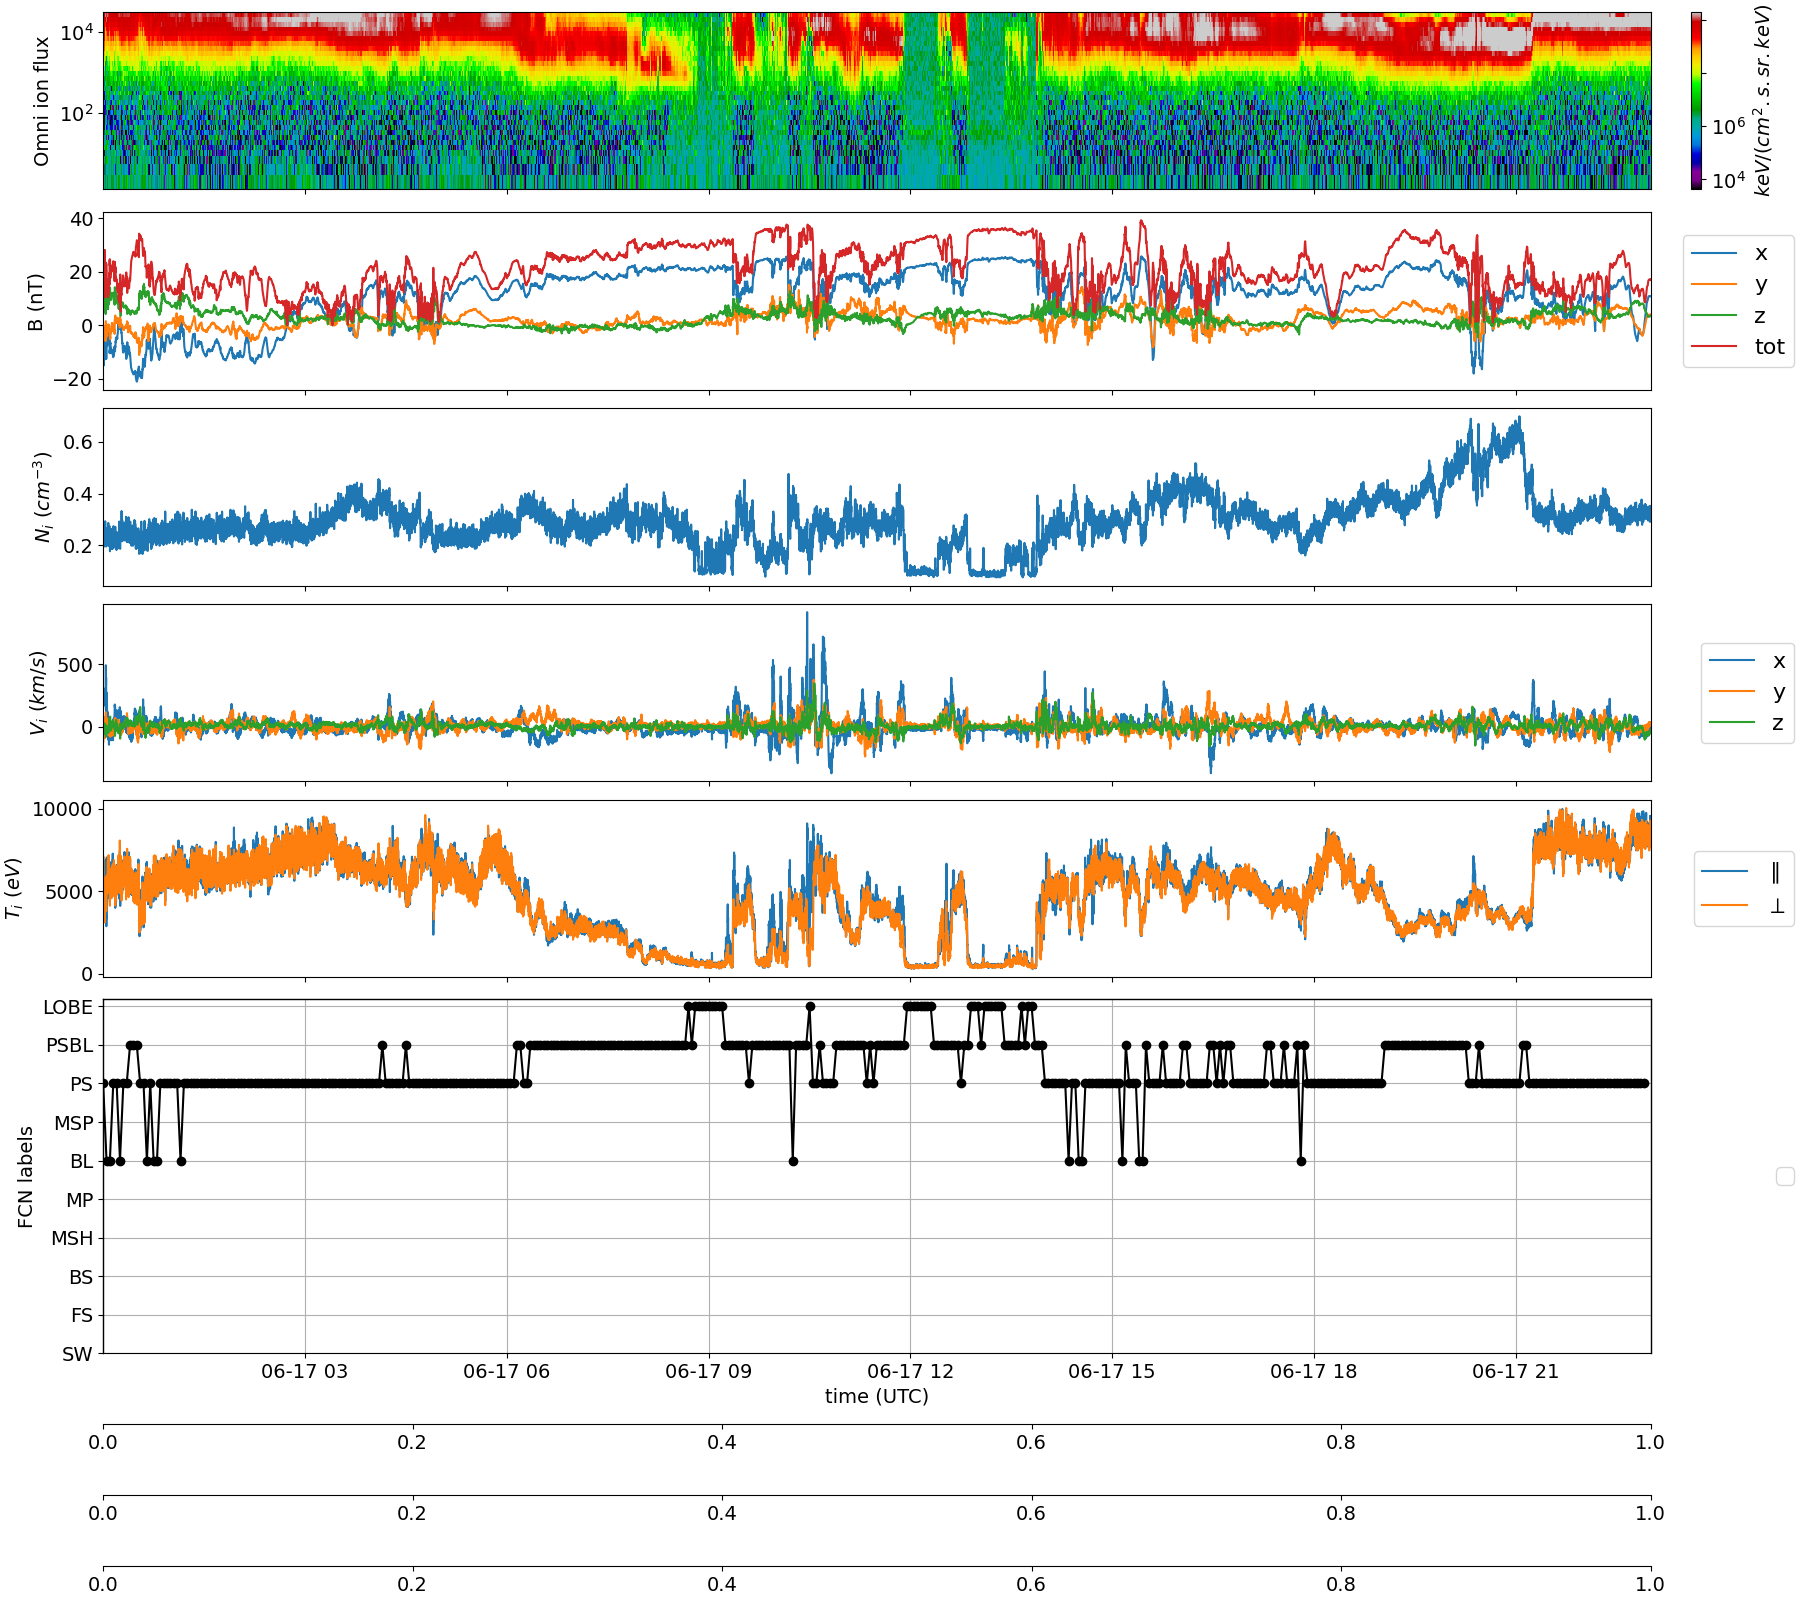 Omni ion flux
10^4
10^2
10^6
10^4
keV/(cm^2.s.sr.keV)
B (nT)
40
20
0
−20
x
y
z
tot
N_i (cm^−3)
0.6
0.4
0.2
V_i (km/s)
500
0
x
y
z
T_i (eV)
10000
5000
0
∥
⊥
FCN labels
LOBE
PSBL
PS
MSP
BL
MP
MSH
BS
FS
SW
06-17 03 06-17 06 06-17 09 06-17 12 06-17 15 06-17 18 06-17 21
time (UTC)
0.0 0.2 0.4 0.6 0.8 1.0
0.0 0.2 0.4 0.6 0.8 1.0
0.0 0.2 0.4 0.6 0.8 1.0